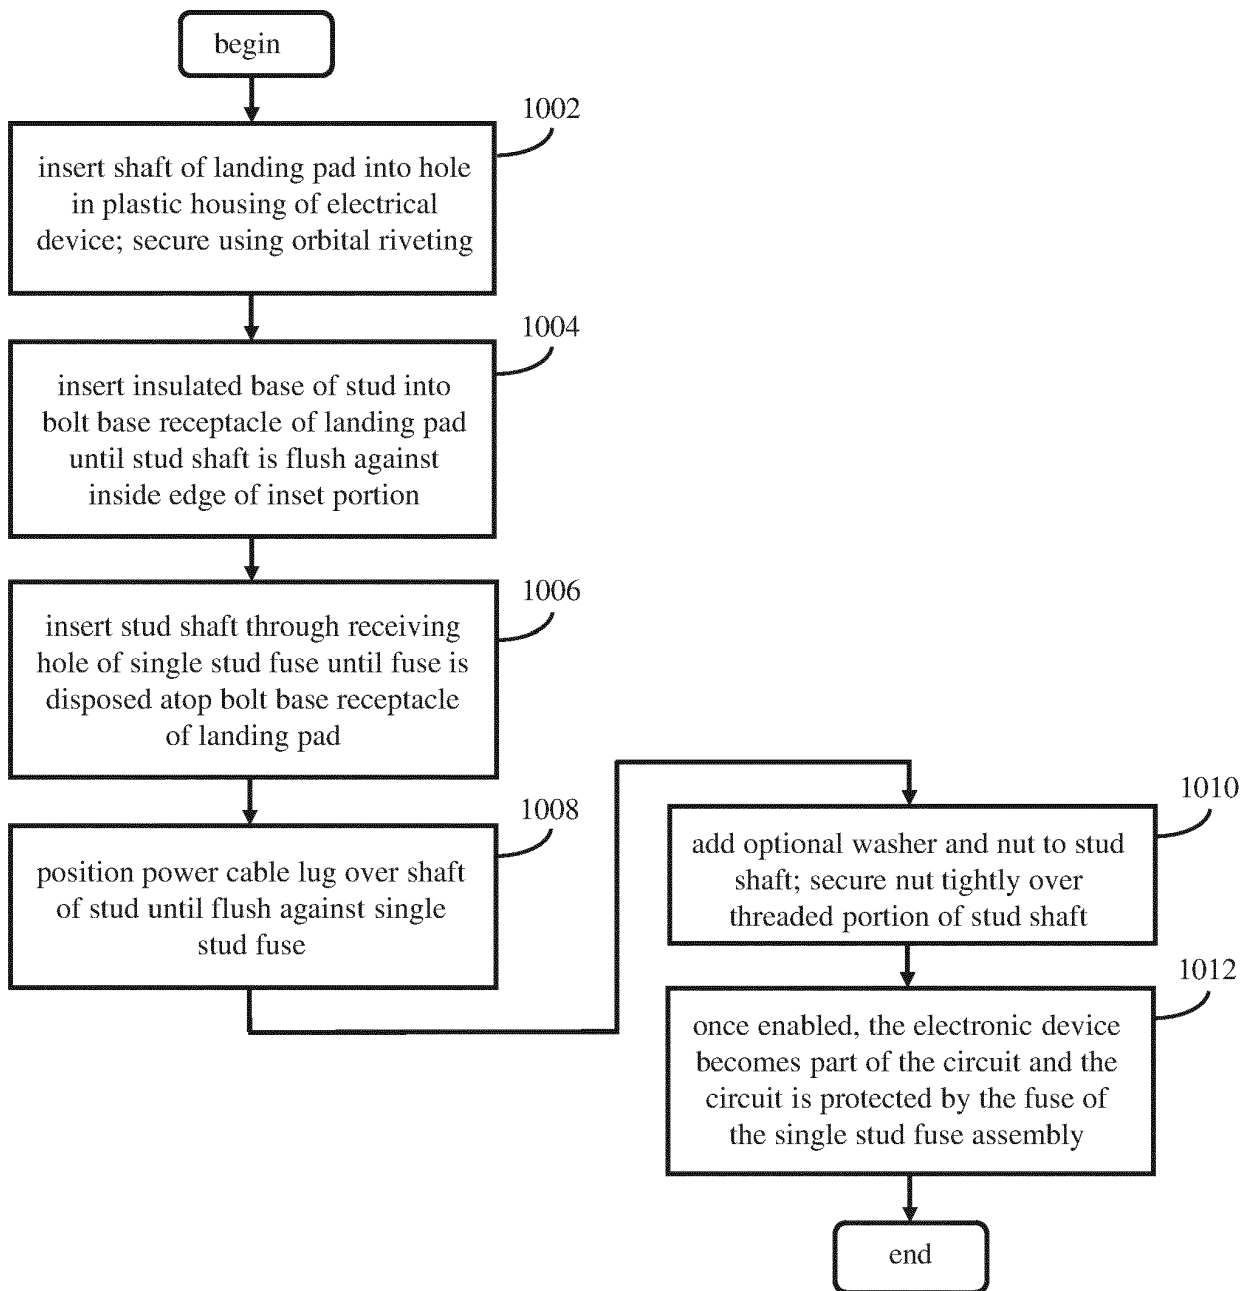 begin
1002
insert shaft of landing pad into hole
in plastic housing of electrical
device; secure using orbital riveting
1004
insert insulated base of stud into
bolt base receptacle of landing pad
until stud shaft is flush against
inside edge of inset portion
1006
insert stud shaft through receiving
hole of single stud fuse until fuse is
disposed atop bolt base receptacle
of landing pad
1008
position power cable lug over shaft
of stud until flush against single
stud fuse
1010
add optional washer and nut to stud
shaft; secure nut tightly over
threaded portion of stud shaft
1012
once enabled, the electronic device
becomes part of the circuit and the
circuit is protected by the fuse of
the single stud fuse assembly
end